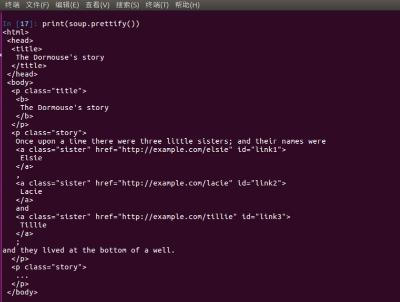 终端 文件(F) 编辑(E) 查看(V) 搜索(S) 终端(T) 帮助(H)
In [17]: print(soup.prettify())
<html>
 <head>
  <title>
   The Dormouse's story
  </title>
 </head>
 <body>
  <p class="title">
   <b>
    The Dormouse's story
   </b>
  </p>
  <p class="story">
   Once upon a time there were three little sisters; and their names were
   <a class="sister" href="http://example.com/elsie" id="link1">
    Elsie
   </a>
   ,
   <a class="sister" href="http://example.com/lacie" id="link2">
    Lacie
   </a>
   and
   <a class="sister" href="http://example.com/tillie" id="link3">
    Tillie
   </a>
   ;
and they lived at the bottom of a well.
  </p>
  <p class="story">
   ...
  </p>
 </body>